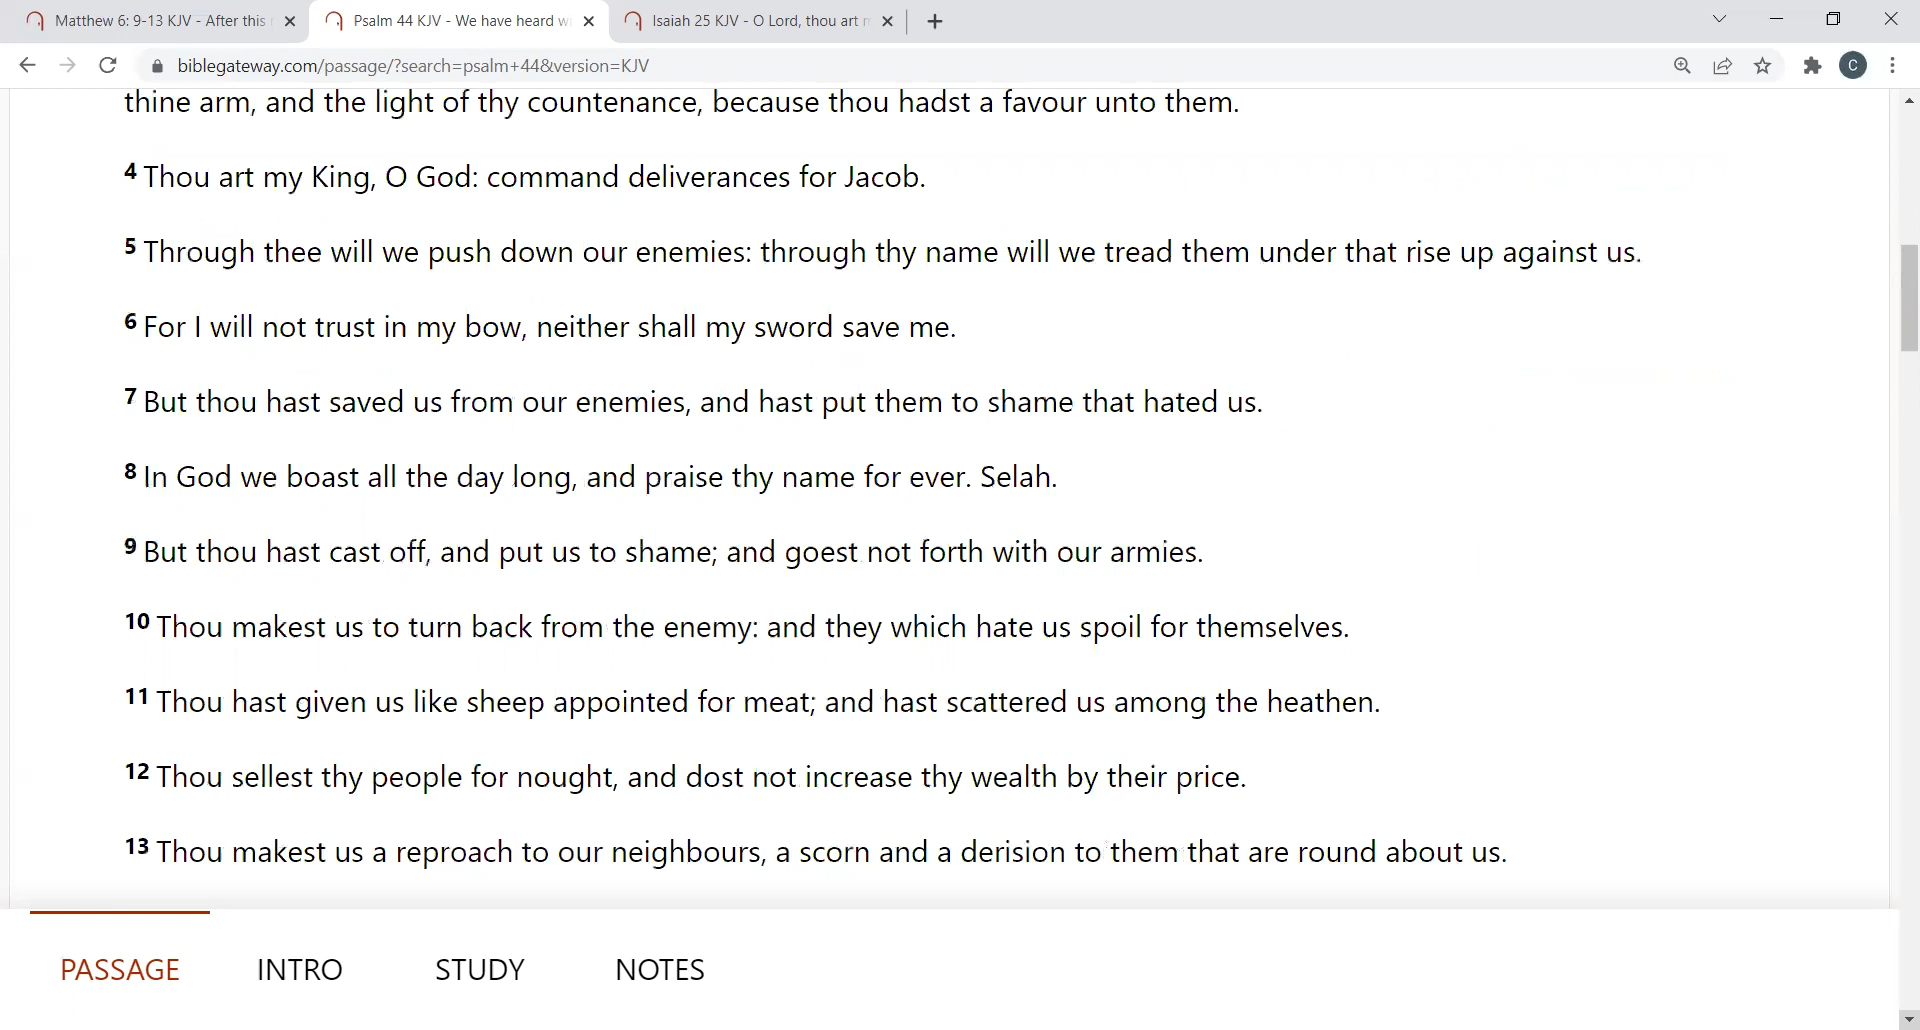 Matthew 6: 9-13 KJV - After this
Psalm 44 KJV - We have heard
Isaiah 25 KJV - O Lord, thou art
biblegateway.com/passage/?search=psalm+44&version=KJV
C
thine arm, and the light of thy countenance, because thou hadst a favour unto them.
4 Thou art my King, O God: command deliverances for Jacob.
5 Through thee will we push down our enemies: through thy name will we tread them under that rise up against us.
6 For I will not trust in my bow, neither shall my sword save me.
7 But thou hast saved us from our enemies, and hast put them to shame that hated us.
8 In God we boast all the day long, and praise thy name for ever. Selah.
9 But thou hast cast off, and put us to shame; and goest not forth with our armies.
10 Thou makest us to turn back from the enemy: and they which hate us spoil for themselves.
11 Thou hast given us like sheep appointed for meat; and hast scattered us among the heathen.
12 Thou sellest thy people for nought, and dost not increase thy wealth by their price.
13 Thou makest us a reproach to our neighbours, a scorn and a derision to them that are round about us.
PASSAGE INTRO STUDY NOTES